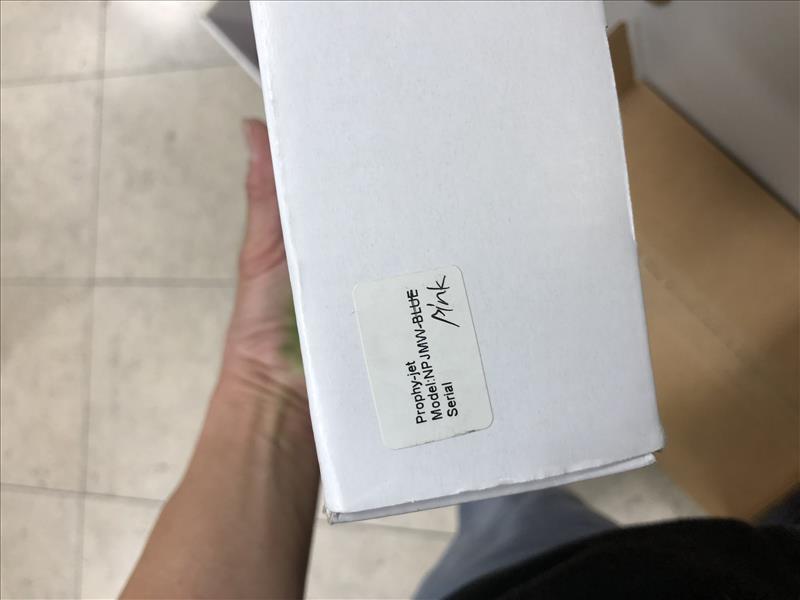 Prophy-jet
Model:NPJMW-BLUE
Pink
Serial